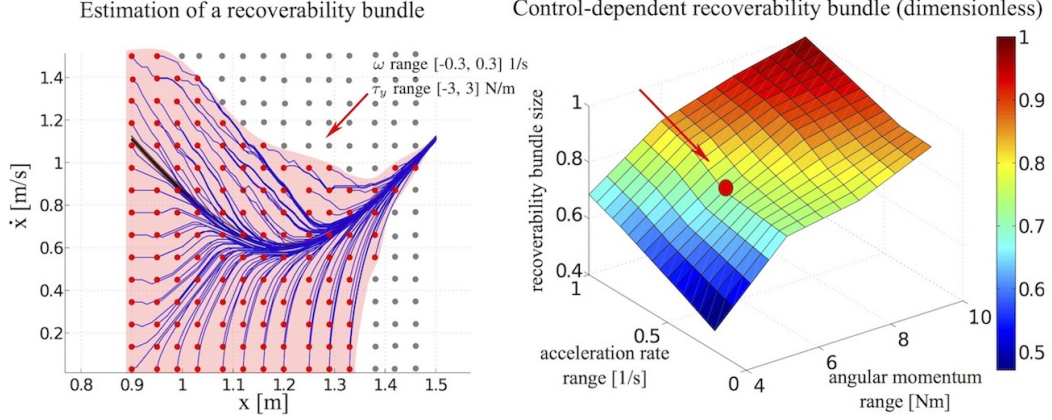 Estimation of a recoverability bundle
ω range [-0.3, 0.3] 1/s
τy range [-3, 3] N/m
1.4
1.2
1
0.8
0.6
0.4
0.2
ẋ [m/s]
0.8
0.9
1
1.1
1.2
1.3
1.4
1.5
x [m]
Control-dependent recoverability bundle (dimensionless)
recoverability bundle size
1
0.8
0.6
0.4
1
0.5
0
acceleration rate
range [1/s]
4
6
8
10
angular momentum
range [Nm]
1
0.9
0.8
0.7
0.6
0.5